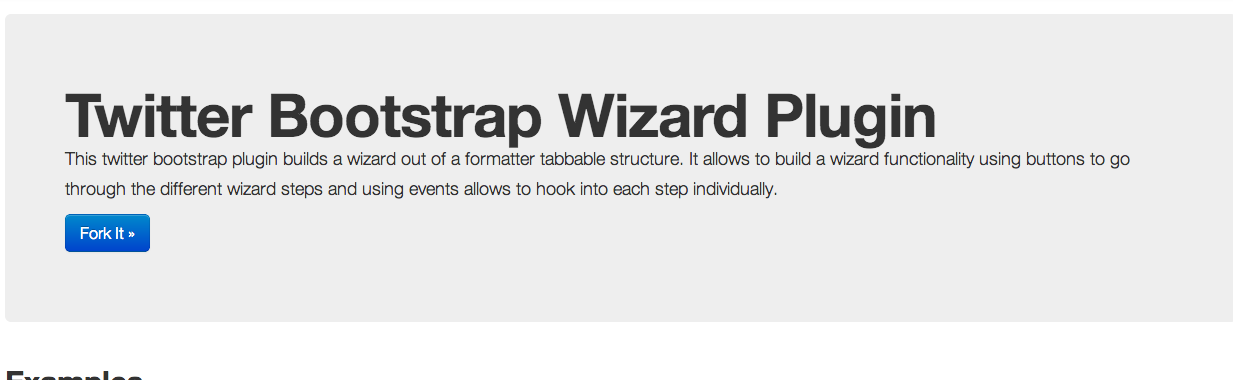 Twitter Bootstrap Wizard Plugin
This twitter bootstrap plugin builds a wizard out of a formatter tabbable structure. It allows to build a wizard functionality using buttons to go
through the different wizard steps and using events allows to hook into each step individually.
Fork It »
Examples